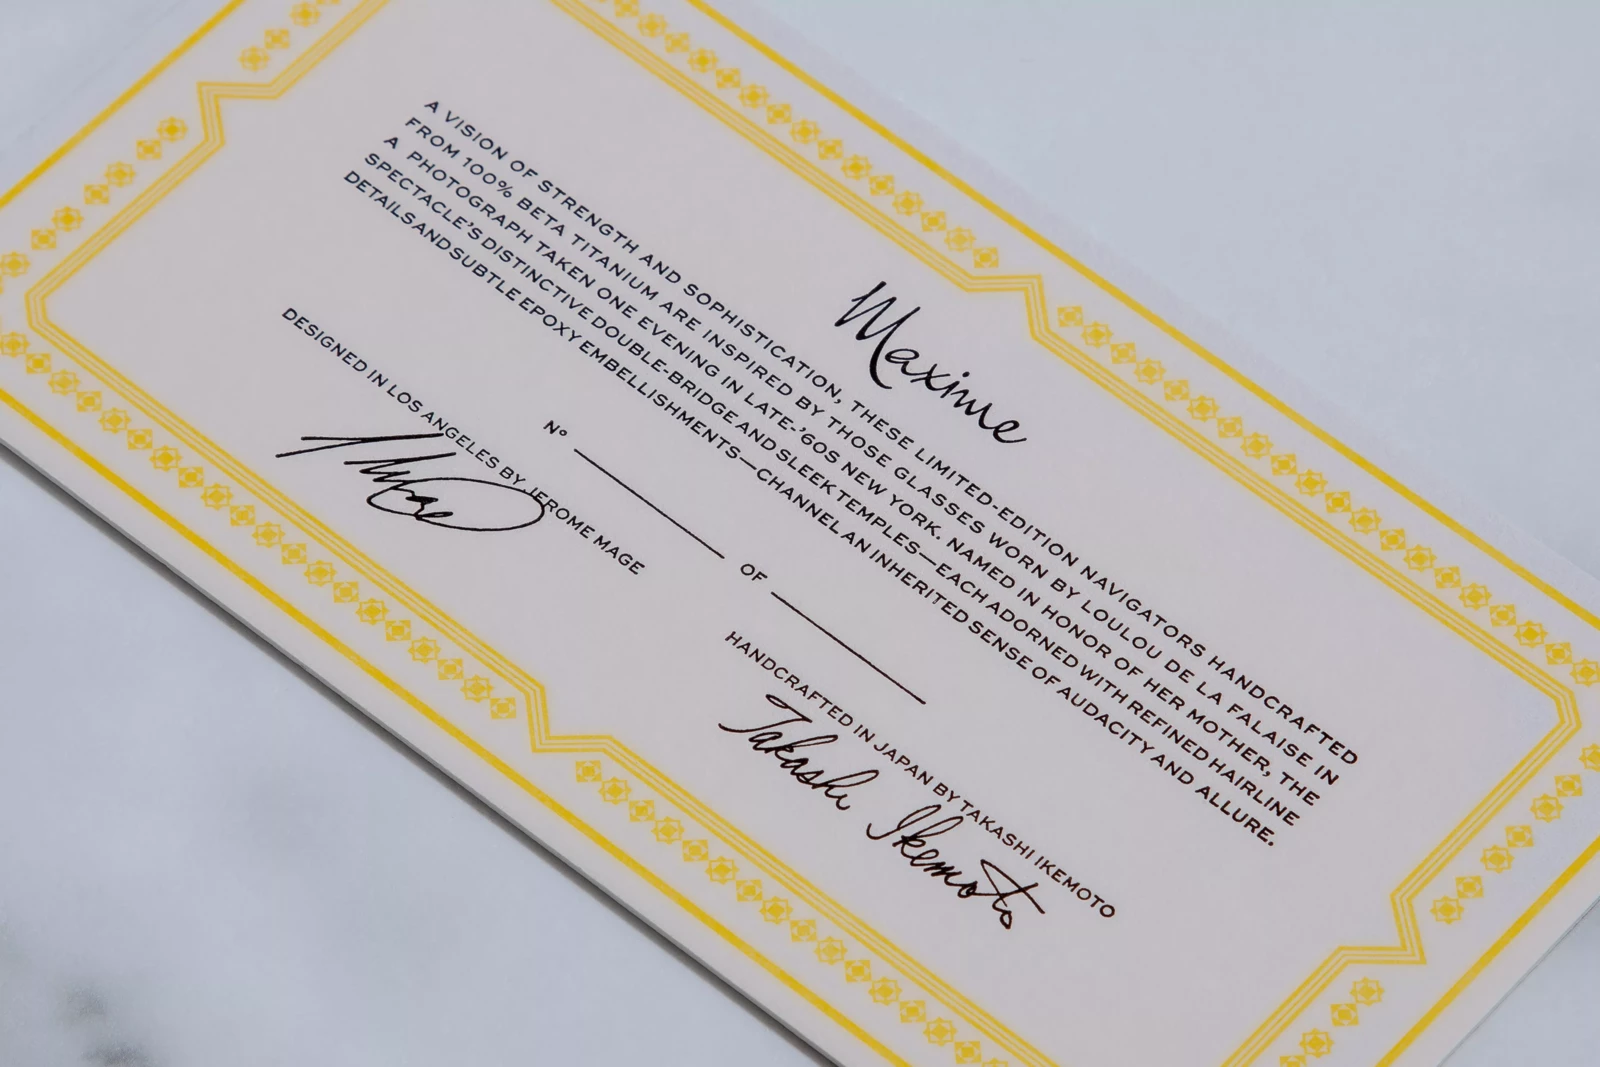 Maxime
A VISION OF STRENGTH AND SOPHISTICATION, THESE LIMITED-EDITION NAVIGATORS HANDCRAFTED
FROM 100% BETA TITANIUM ARE INSPIRED BY THOSE GLASSES WORN BY LOULOU DE LA FALAISE IN
A PHOTOGRAPH TAKEN ONE EVENING IN LATE-'60S NEW YORK. NAMED IN HONOR OF HER MOTHER, THE
SPECTACLE'S DISTINCTIVE DOUBLE-BRIDGE AND SLEEK TEMPLES—EACH ADORNED WITH REFINED HAIRLINE
DETAILS AND SUBTLE EPOXY EMBELLISHMENTS—CHANNEL AN INHERITED SENSE OF AUDACITY AND ALLURE.
Nº OF
DESIGNED IN LOS ANGELES BY JEROME MAGE
HANDCRAFTED IN JAPAN BY TAKASHI IKEMOTO
Takashi Ikemoto